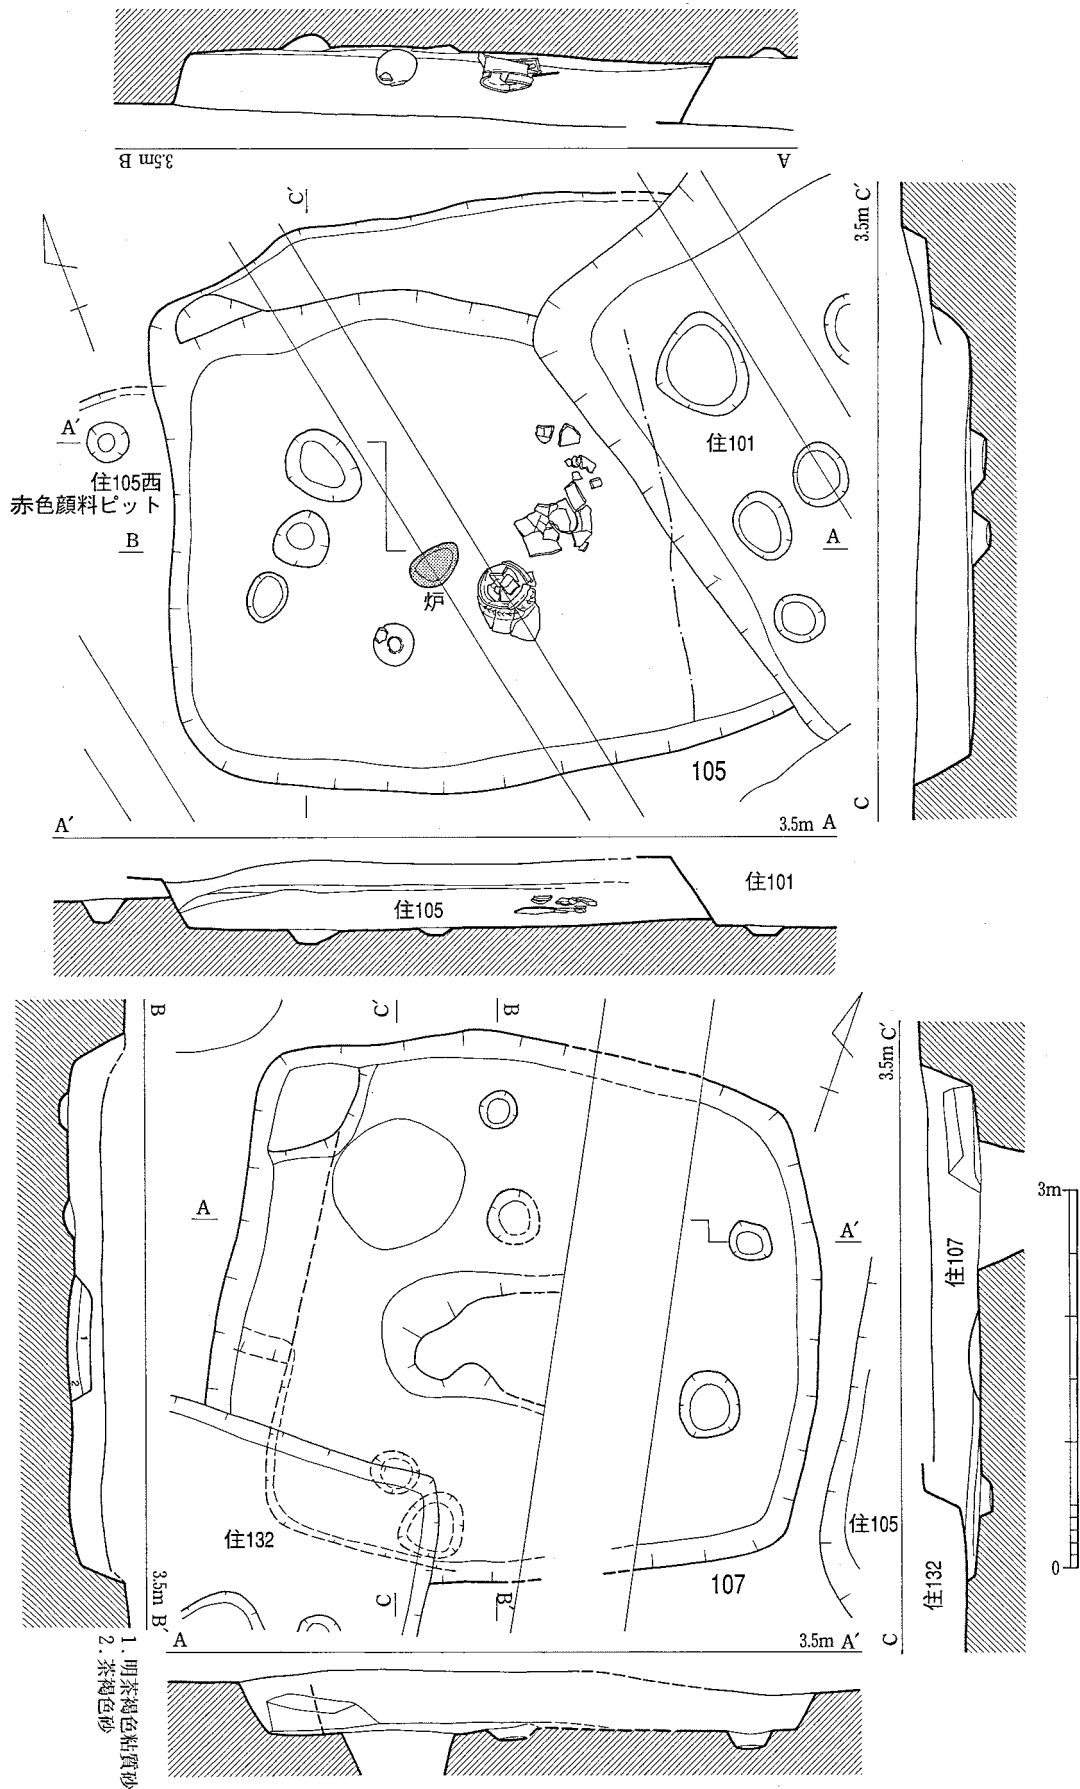 3.5m B
A
C′
3.5m C′
A′
住101
住105西
赤色顔料ピット
B
A
炉
105
C
A′
3.5m A
住101
住105
B
C′
B
3.5m C′
3m
A
A′
住107
住105
住132
住132
107
0
C
B′
3.5m B′
A
3.5m A′
C
1
2
1. 明茶褐色粘質砂
2. 茶褐色砂